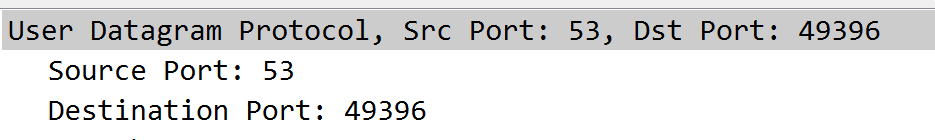 User Datagram Protocol, Src Port: 53, Dst Port: 49396
Source Port: 53
Destination Port: 49396